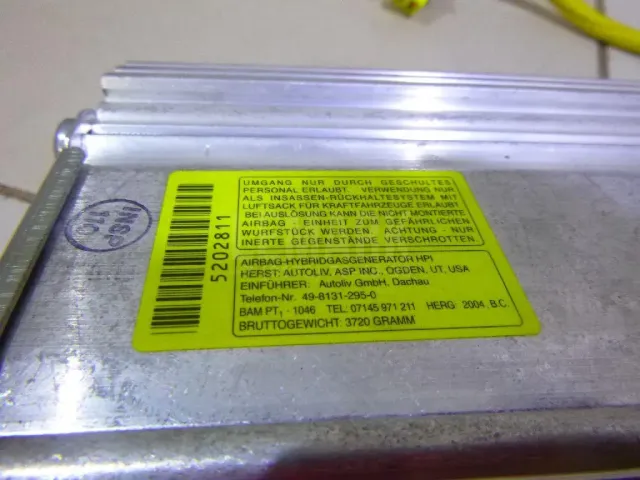 UMGANG NUR DURCH GESCHULTES
PERSONAL ERLAUBT. VERWENDUNG NUR
ALS INSASSEN-RÜCKHALTESYSTEM MIT
LUFTSACK FÜR KRAFTFAHRZEUGE ERLAUBT
BEI AUSLÖSUNG KANN DIE NICHT MONTIERTE
AIRBAG - EINHEIT ZUM GEFÄHRLICHEN
WURFSTÜCK WERDEN. ACHTUNG - NUR
INERTE GEGENSTÄNDE VERSCHROTTEN
AIRBAG-HYBRIDGASGENERATOR HPI
HERST: AUTOLIV, ASP INC., OGDEN, UT, USA
EINFÜHRER: Autoliv GmbH, Dachau
Telefon-Nr. 49-8131-295-0
BAM PT₁ - 1046 TEL 07145 971 211 HERG: 2004 B.C.
BRUTTOGEWICHT: 3720 GRAMM
5202811
INSP